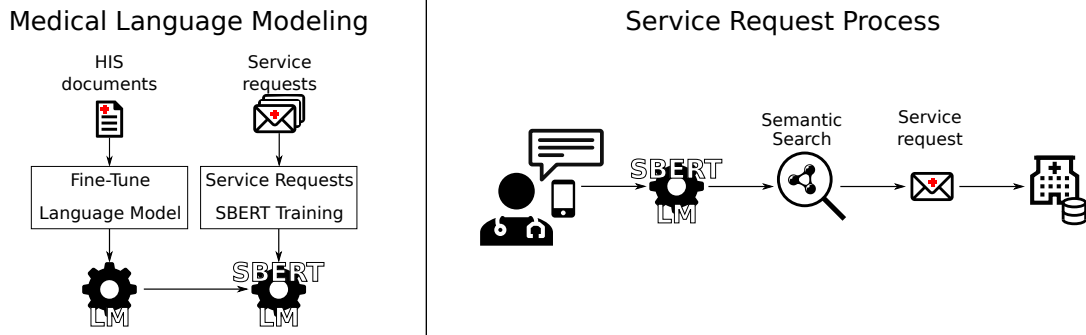 Medical Language Modeling
HIS
documents
Service
requests
Fine-Tune
Language Model
Service Requests
SBERT Training
LM
SBERT
LM
Service Request Process
SBERT
LM
Semantic
Search
Service
request